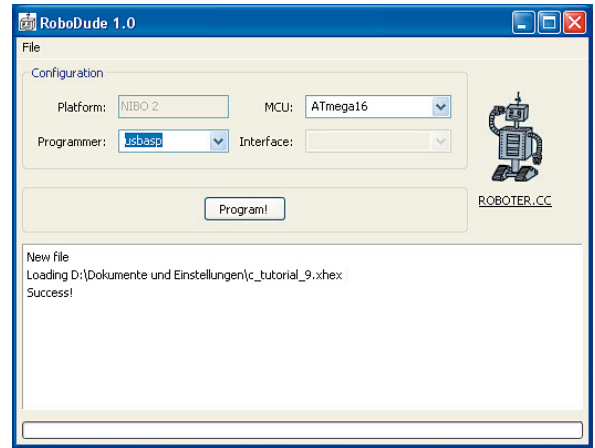 RoboDude 1.0
File
Configuration
Platform: NIBO 2 MCU: ATmega16
Programmer: usbasp Interface:
Program!
ROBOTER.CC
New file
Loading D:\Dokumente und Einstellungen\c_tutorial_9.xhex
Success!